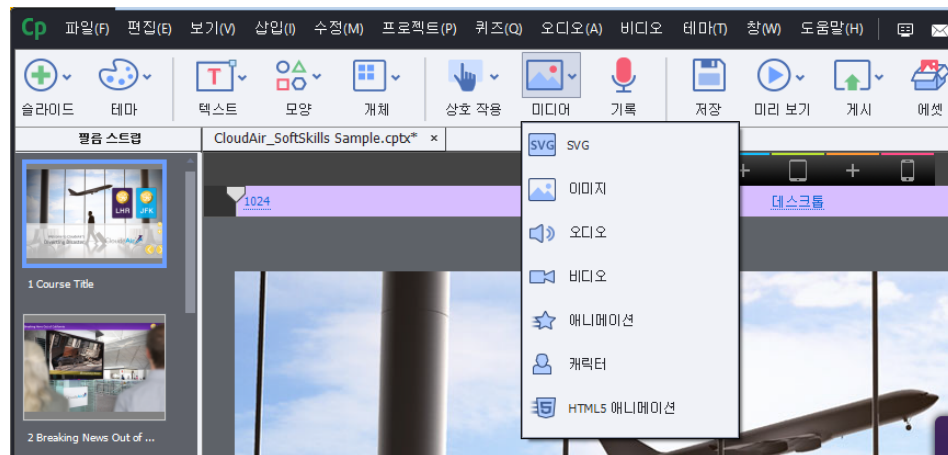 Cp 파일(F) 편집(E) 보기(V) 삽입(I) 수정(M) 프로젝트(P) 퀴즈(Q) 오디오(A) 비디오 테마(T) 창(W) 도움말(H)
슬라이드 테마 텍스트 모양 개체 상호 작용 미디어 기록 저장 미리 보기 게시 에셋
필름 스트립 CloudAir_SoftSkills Sample.cptx* ×
SVG SVG
1024 데스크톱
이미지
LHR JFK
오디오
비디오
1 Course Title
애니메이션
캐릭터
HTML5 애니메이션
2 Breaking News Out of ...